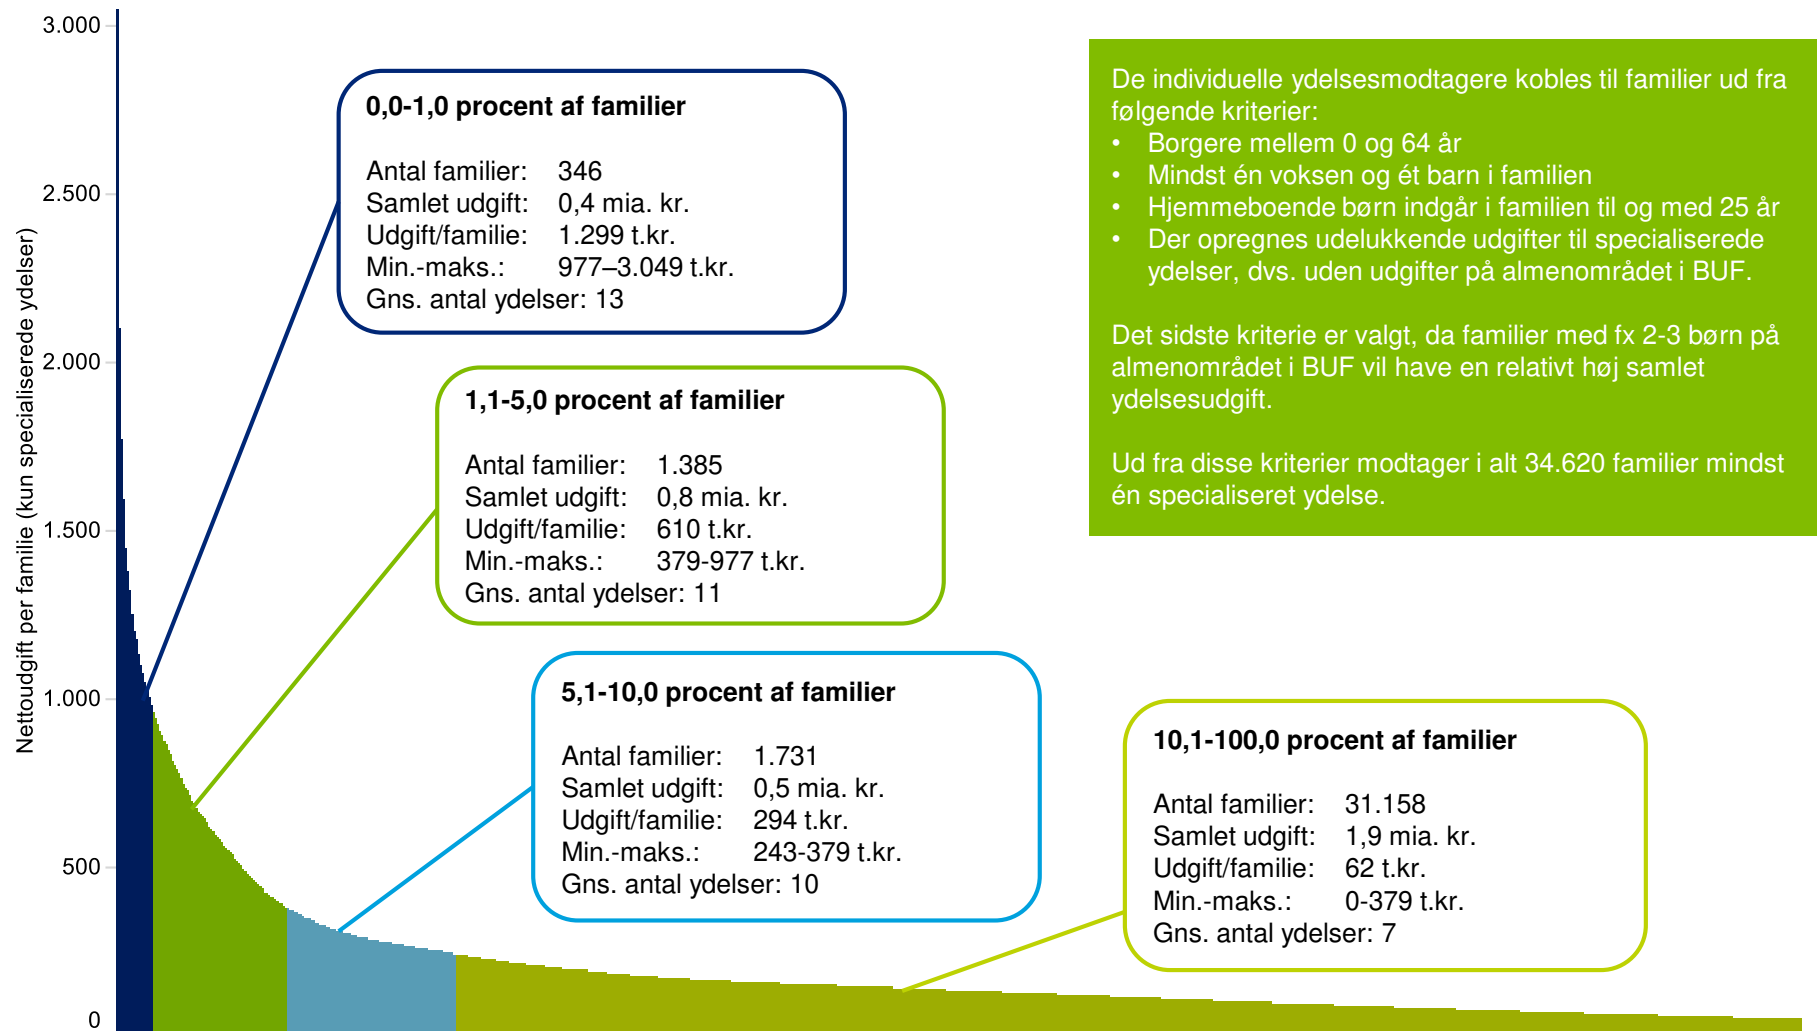 Nettoudgift per familie (kun specialiserede ydelser)
3.000
2.500
2.000
1.500
1.000
500
0
0,0-1,0 procent af familier
Antal familier: 346
Samlet udgift: 0,4 mia. kr.
Udgift/familie: 1.299 t.kr.
Min.-maks.: 977–3.049 t.kr.
Gns. antal ydelser: 13
1,1-5,0 procent af familier
Antal familier: 1.385
Samlet udgift: 0,8 mia. kr.
Udgift/familie: 610 t.kr.
Min.-maks.: 379-977 t.kr.
Gns. antal ydelser: 11
5,1-10,0 procent af familier
Antal familier: 1.731
Samlet udgift: 0,5 mia. kr.
Udgift/familie: 294 t.kr.
Min.-maks.: 243-379 t.kr.
Gns. antal ydelser: 10
10,1-100,0 procent af familier
Antal familier: 31.158
Samlet udgift: 1,9 mia. kr.
Udgift/familie: 62 t.kr.
Min.-maks.: 0-379 t.kr.
Gns. antal ydelser: 7
De individuelle ydelsesmodtagere kobles til familier ud fra
følgende kriterier:
• Borgere mellem 0 og 64 år
• Mindst én voksen og ét barn i familien
• Hjemmeboende børn indgår i familien til og med 25 år
• Der opregnes udelukkende udgifter til specialiserede
ydelser, dvs. uden udgifter på almenområdet i BUF.
Det sidste kriterie er valgt, da familier med fx 2-3 børn på
almenområdet i BUF vil have en relativt høj samlet
ydelsesudgift.
Ud fra disse kriterier modtager i alt 34.620 familier mindst
én specialiseret ydelse.